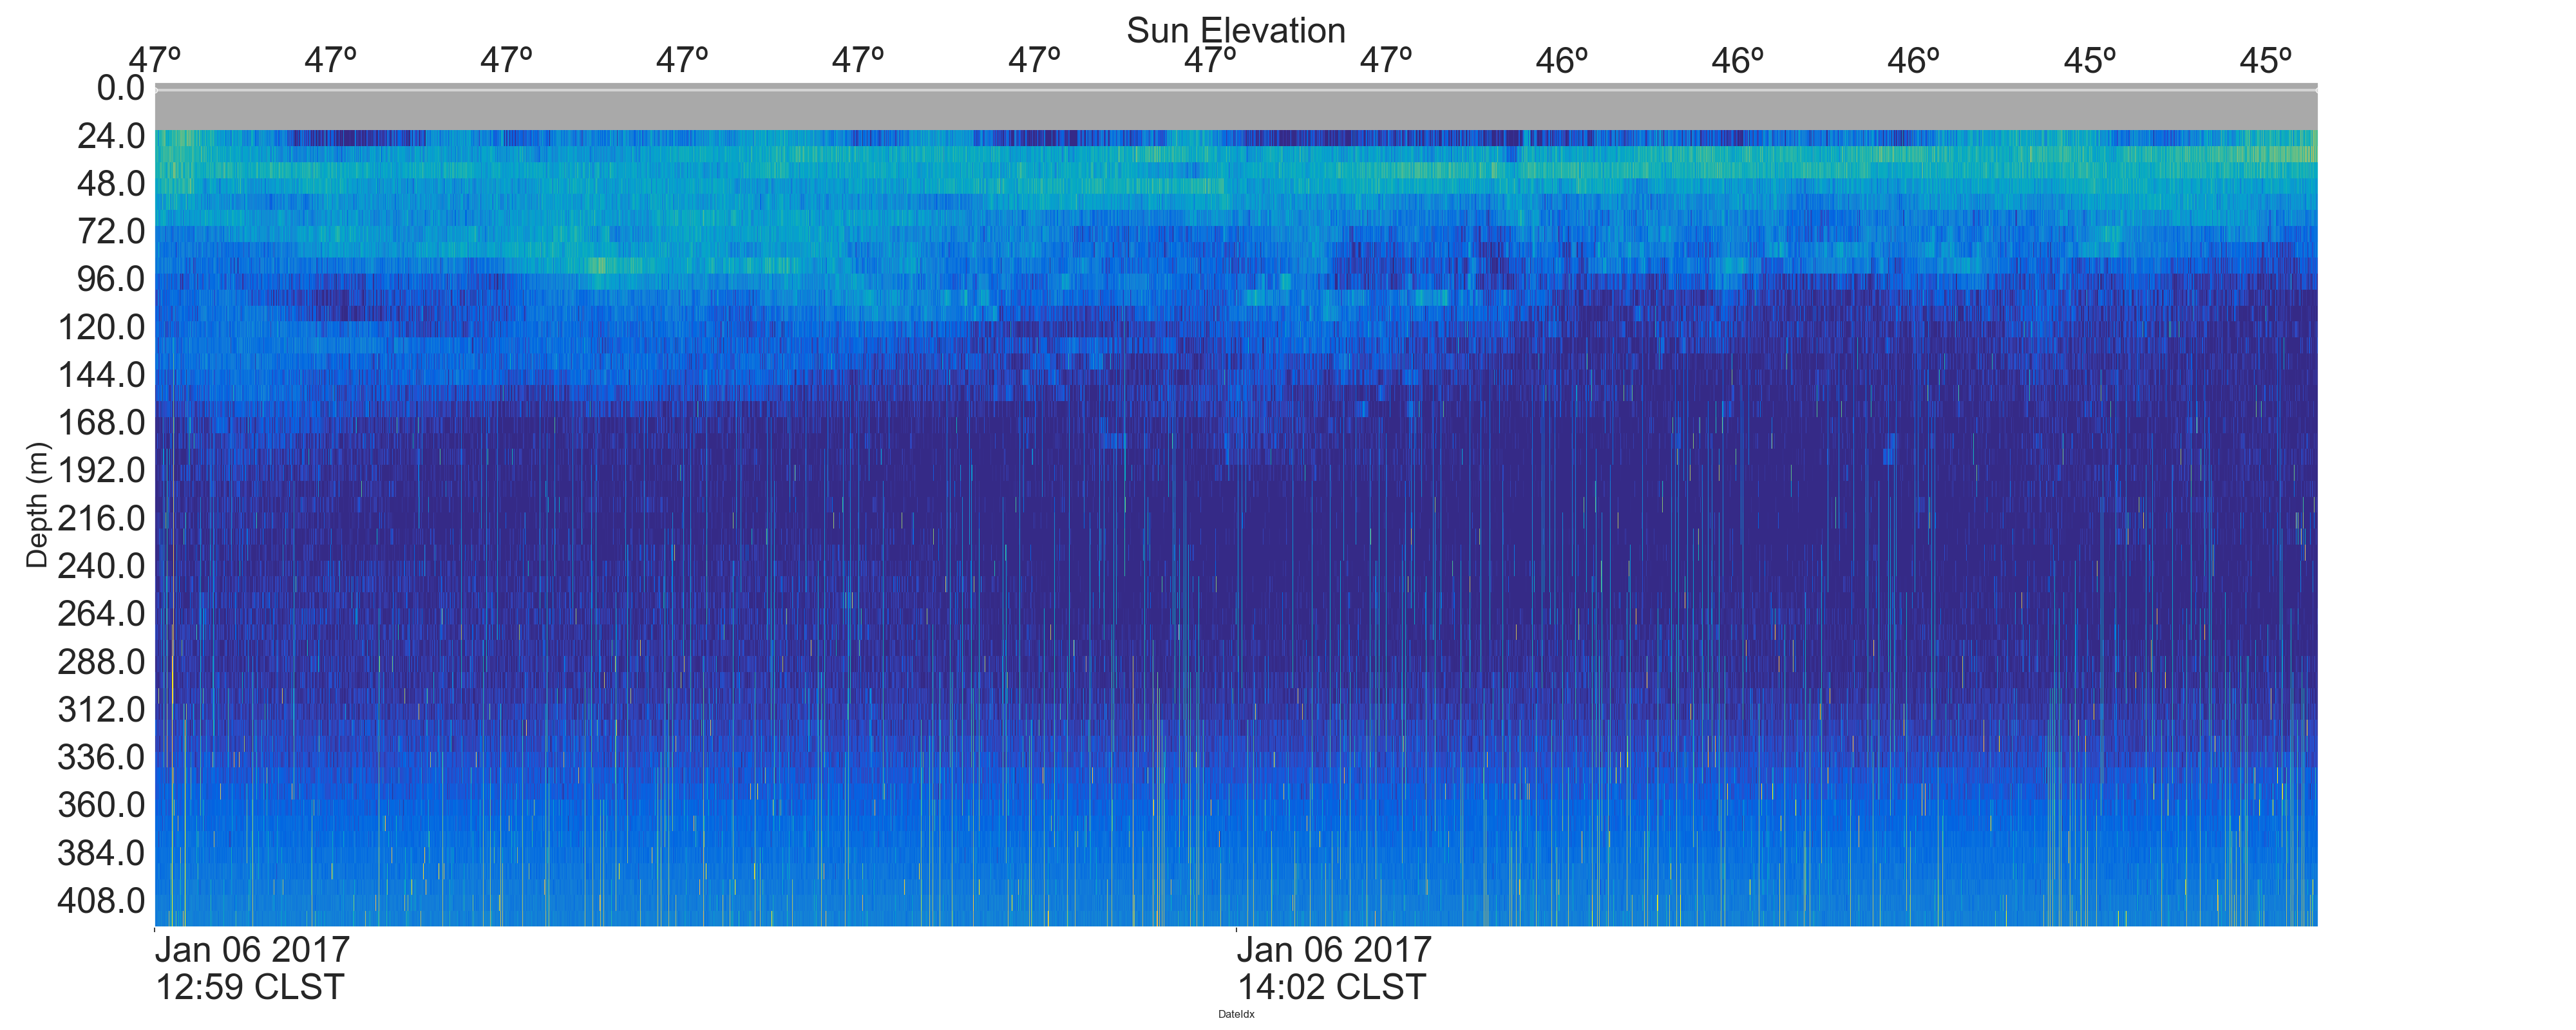 Sun Elevation
47º 47º 47º 47º 47º 47º 47º 47º 46º 46º 46º 45º 45º
0.0
24.0
48.0
72.0
96.0
120.0
144.0
168.0
192.0
216.0
240.0
264.0
288.0
312.0
336.0
360.0
384.0
408.0
Depth (m)
Jan 06 2017
12:59 CLST
Jan 06 2017
14:02 CLST
DateIdx